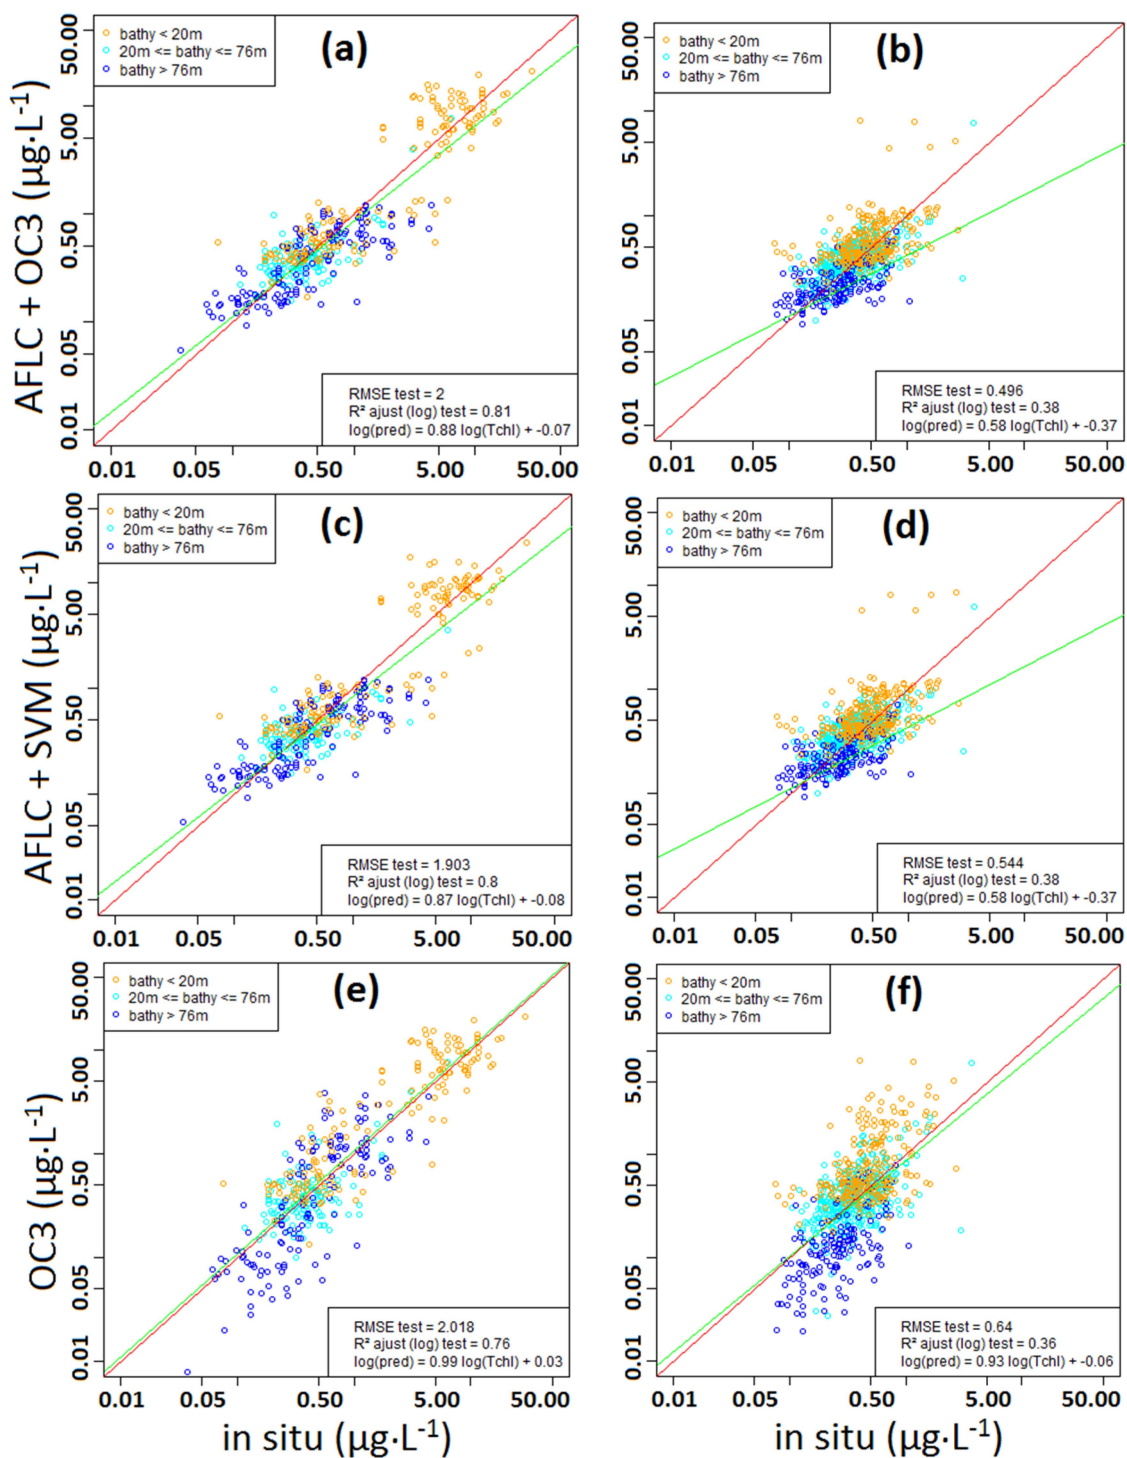 AFLC + OC3 (µg·L⁻¹)
(a)
bathy < 20m
20m <= bathy <= 76m
bathy > 76m
50.00
5.00
0.50
0.05
0.01
RMSE test = 2
R² ajust (log) test = 0.81
log(pred) = 0.88 log(Tchl) + -0.07
0.01 0.05 0.50 5.00 50.00
(b)
bathy < 20m
20m <= bathy <= 76m
bathy > 76m
50.00
5.00
0.50
0.05
0.01
RMSE test = 0.496
R² ajust (log) test = 0.38
log(pred) = 0.58 log(Tchl) + -0.37
0.01 0.05 0.50 5.00 50.00
AFLC + SVM (µg·L⁻¹)
(c)
bathy < 20m
20m <= bathy <= 76m
bathy > 76m
50.00
5.00
0.50
0.05
0.01
RMSE test = 1.903
R² ajust (log) test = 0.8
log(pred) = 0.87 log(Tchl) + -0.08
0.01 0.05 0.50 5.00 50.00
(d)
bathy < 20m
20m <= bathy <= 76m
bathy > 76m
50.00
5.00
0.50
0.05
0.01
RMSE test = 0.544
R² ajust (log) test = 0.38
log(pred) = 0.58 log(Tchl) + -0.37
0.01 0.05 0.50 5.00 50.00
OC3 (µg·L⁻¹)
(e)
bathy < 20m
20m <= bathy <= 76m
bathy > 76m
50.00
5.00
0.50
0.05
0.01
RMSE test = 2.018
R² ajust (log) test = 0.76
log(pred) = 0.99 log(Tchl) + 0.03
0.01 0.05 0.50 5.00 50.00
in situ (µg·L⁻¹)
(f)
bathy < 20m
20m <= bathy <= 76m
bathy > 76m
50.00
5.00
0.50
0.05
0.01
RMSE test = 0.64
R² ajust (log) test = 0.36
log(pred) = 0.93 log(Tchl) + -0.06
0.01 0.05 0.50 5.00 50.00
in situ (µg·L⁻¹)